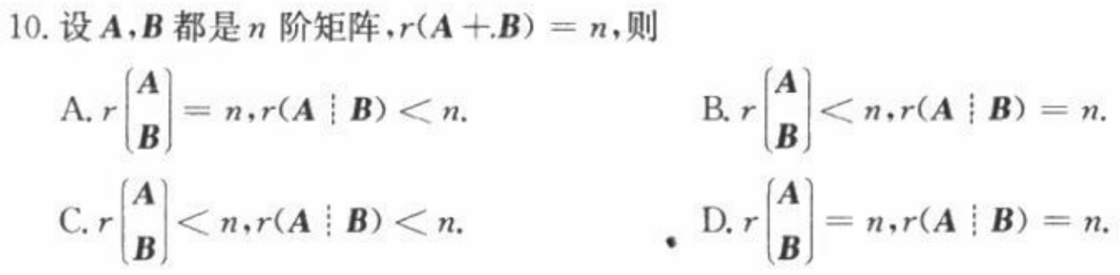 10. 设 A,B 都是 n 阶矩阵,r(A+.B) = n,则
A. r(A B) = n,r(A ⋮ B) < n.
B. r(A B) < n,r(A ⋮ B) = n.
C. r(A B) < n,r(A ⋮ B) < n.
D. r(A B) = n,r(A ⋮ B) = n.